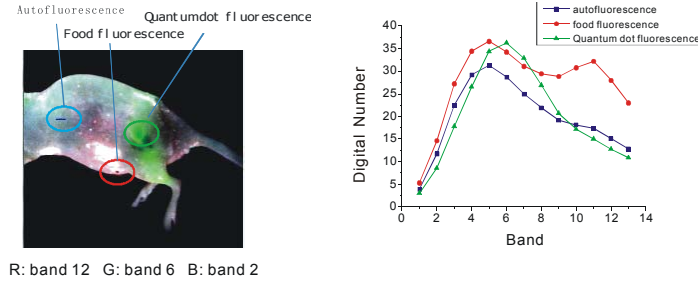 Autofluorescence
Quantumdot fluorescence
Food fluorescence
R: band 12 G: band 6 B: band 2
autofluorescence
food fluorescence
Quantum dot fluorescence
Digital Number
40
35
30
25
20
15
10
5
0
0 2 4 6 8 10 12 14
Band